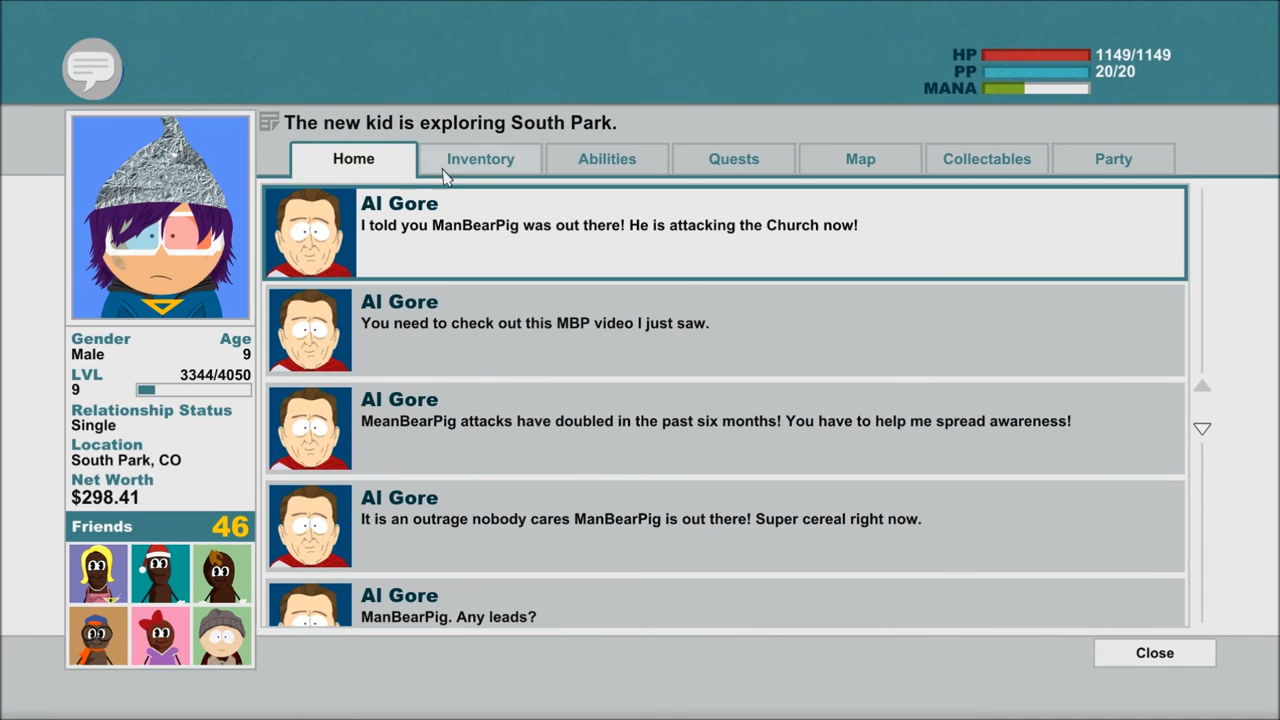 HP 1149/1149
PP 20/20
MANA
The new kid is exploring South Park.
Home Inventory Abilities Quests Map Collectables Party
Gender Age
Male 9
LVL 3344/4050
9
Relationship Status
Single
Location
South Park, CO
Net Worth
$298.41
Friends 46
Al Gore
I told you ManBearPig was out there! He is attacking the Church now!
Al Gore
You need to check out this MBP video I just saw.
Al Gore
MeanBearPig attacks have doubled in the past six months! You have to help me spread awareness!
Al Gore
It is an outrage nobody cares ManBearPig is out there! Super cereal right now.
Al Gore
ManBearPig. Any leads?
Close